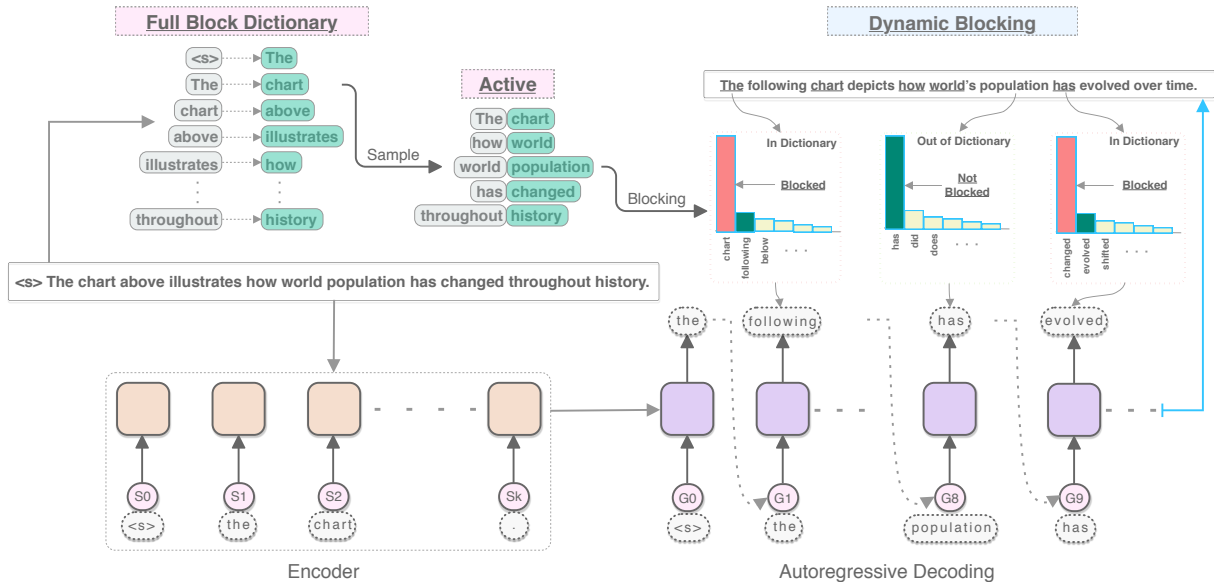 Full Block Dictionary
<s> The
The chart
chart above
above illustrates
illustrates how
throughout history
Sample
Active
The chart
how world
world population
has changed
throughout history
Blocking
Dynamic Blocking
The following chart depicts how world's population has evolved over time.
In Dictionary
Blocked
chart
following
below
. . .
Out of Dictionary
Not
Blocked
has
did
does
. . .
In Dictionary
Blocked
changed
evolved
shifted
. . .
<s> The chart above illustrates how world population has changed throughout history.
the
following
has
evolved
S0
S1
S2
Sk
<s>
the
chart
.
Encoder
G0
G1
G8
G9
<s>
the
population
has
Autoregressive Decoding